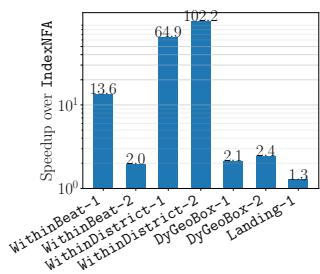 102.2
64.9
13.6
2.0
2.1
2.4
1.3
10^1
10^0
Speedup over IndexNFA
WithinBeat-1
WithinBeat-2
WithinDistrict-1
WithinDistrict-2
DyGeoBox-1
DyGeoBox-2
Landing-1